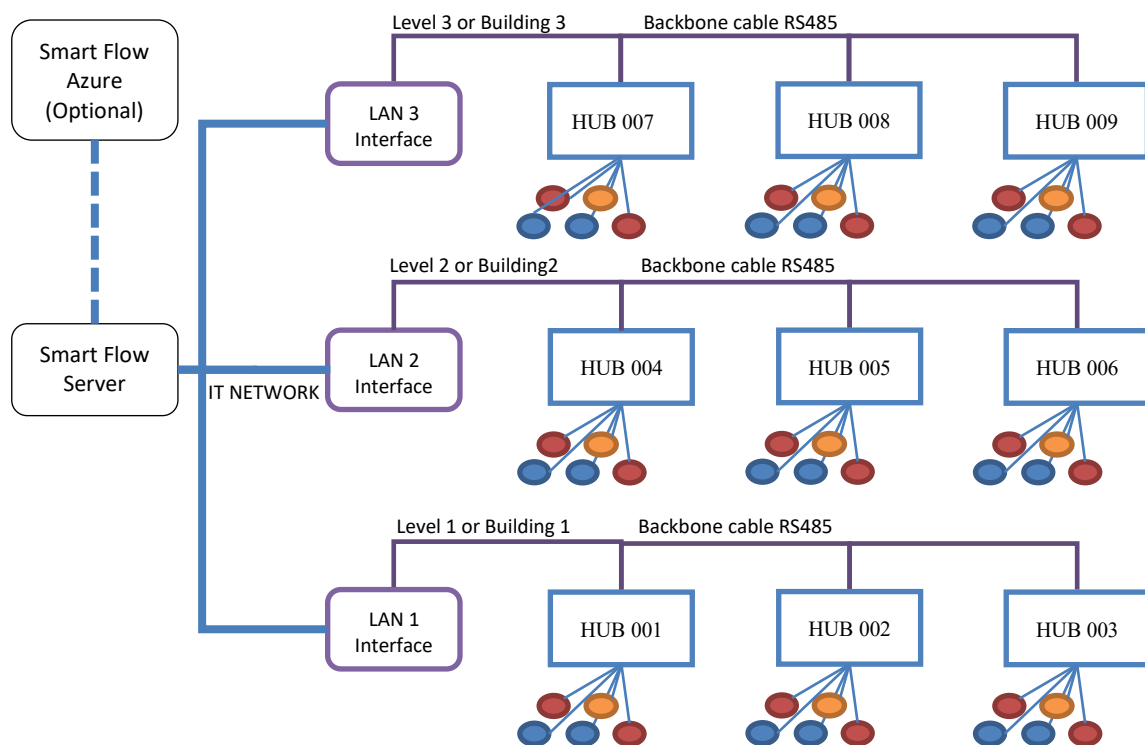 Level 3 or Building 3
Backbone cable RS485
Smart Flow
Azure
(Optional)
LAN 3
Interface
HUB 007
HUB 008
HUB 009
Level 2 or Building2
Backbone cable RS485
Smart Flow
Server
IT NETWORK
LAN 2
Interface
HUB 004
HUB 005
HUB 006
Level 1 or Building 1
Backbone cable RS485
LAN 1
Interface
HUB 001
HUB 002
HUB 003